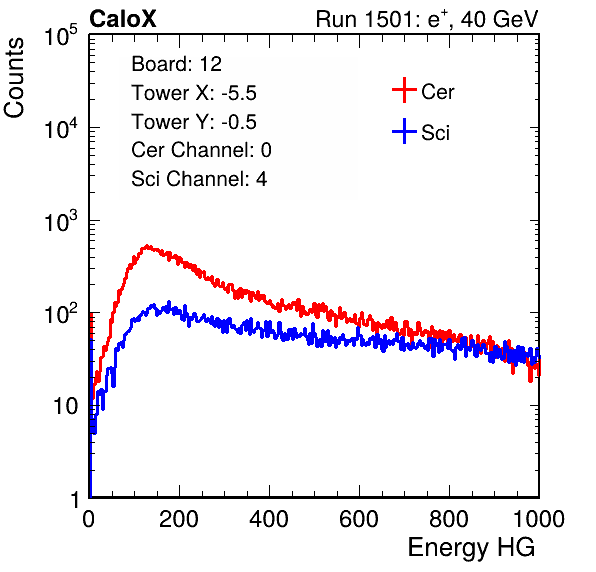 CaloX Run 1501: e⁺, 40 GeV
Board: 12
Tower X: -5.5
Tower Y: -0.5
Cer Channel: 0
Sci Channel: 4
Cer
Sci
Counts
10⁵
10⁴
10³
10²
10
1
0 200 400 600 800 1000
Energy HG